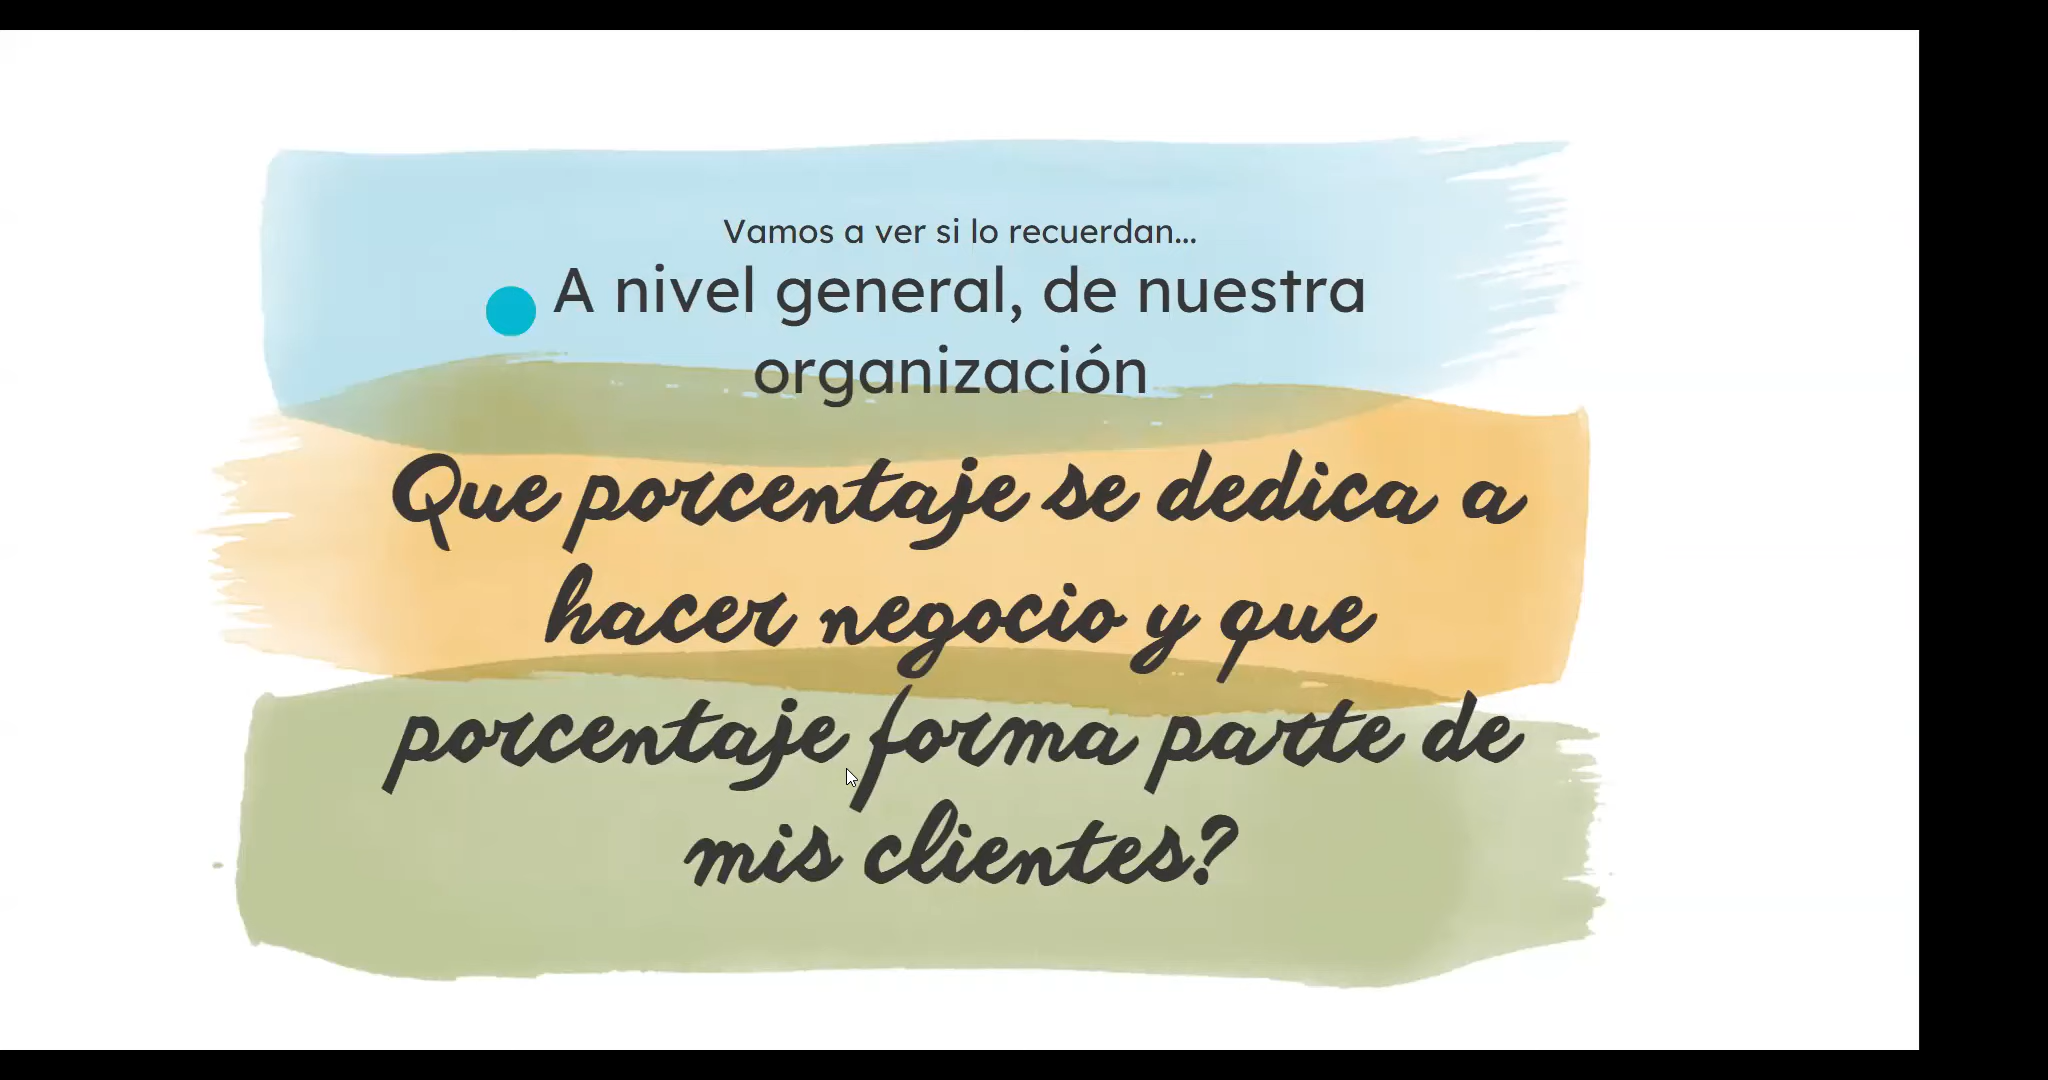 Vamos a ver si lo recuerdan...
A nivel general, de nuestra
organización
Que porcentaje se dedica a
hacer negocio y que
porcentaje forma parte de
mis clientes?